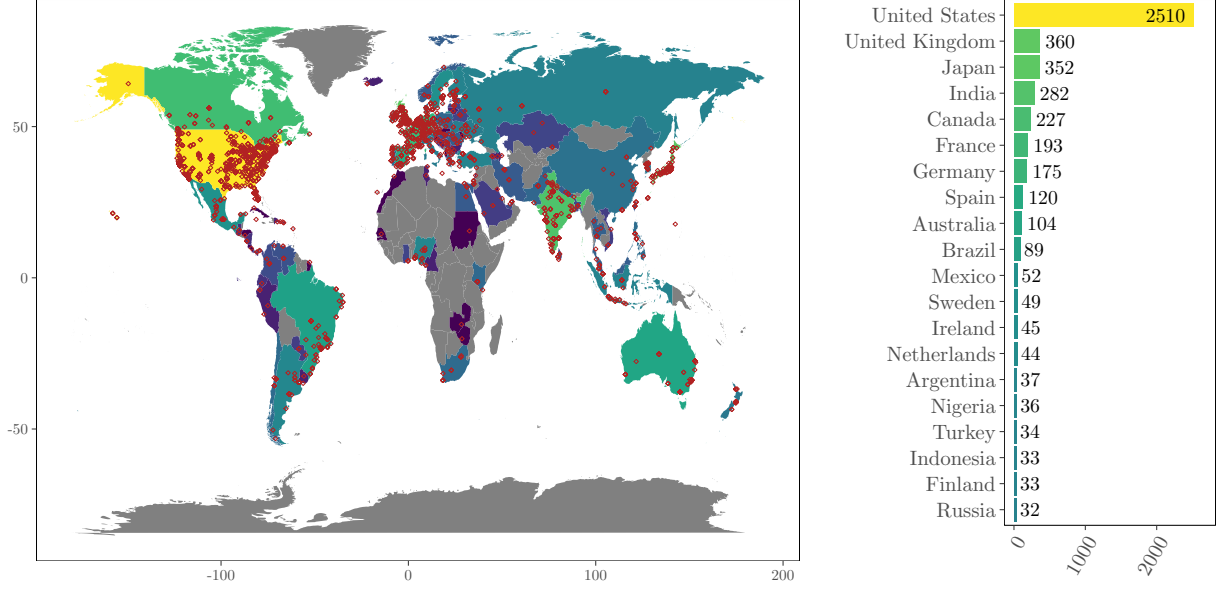 50
0
-50
-100
0
100
200
United States 2510
United Kingdom 360
Japan 352
India 282
Canada 227
France 193
Germany 175
Spain 120
Australia 104
Brazil 89
Mexico 52
Sweden 49
Ireland 45
Netherlands 44
Argentina 37
Nigeria 36
Turkey 34
Indonesia 33
Finland 33
Russia 32
0
1000
2000